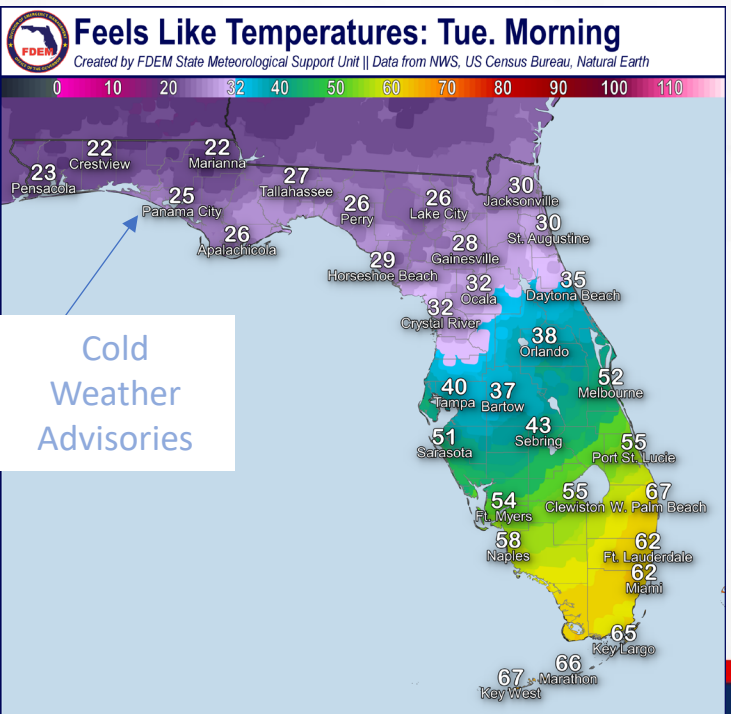 Feels Like Temperatures: Tue. Morning
Created by FDEM State Meteorological Support Unit || Data from NWS, US Census Bureau, Natural Earth
FDEM
0 10 20 32 40 50 60 70 80 90 100 110
22
Crestview
22
Marianna
23
Pensacola
27
Tallahassee
25
Panama City
26
Perry
26
Lake City
30
Jacksonville
26
Apalachicola
30
St. Augustine
28
Gainesville
29
Horseshoe Beach
32
Ocala
35
Daytona Beach
32
Crystal River
38
Orlando
Cold
Weather
Advisories
40
Tampa
37
Bartow
52
Melbourne
51
Sarasota
43
Sebring
55
Port St. Lucie
54
Ft. Myers
55
Clewiston
67
W. Palm Beach
58
Naples
62
Ft. Lauderdale
62
Miami
65
Key Largo
66
Marathon
67
Key West